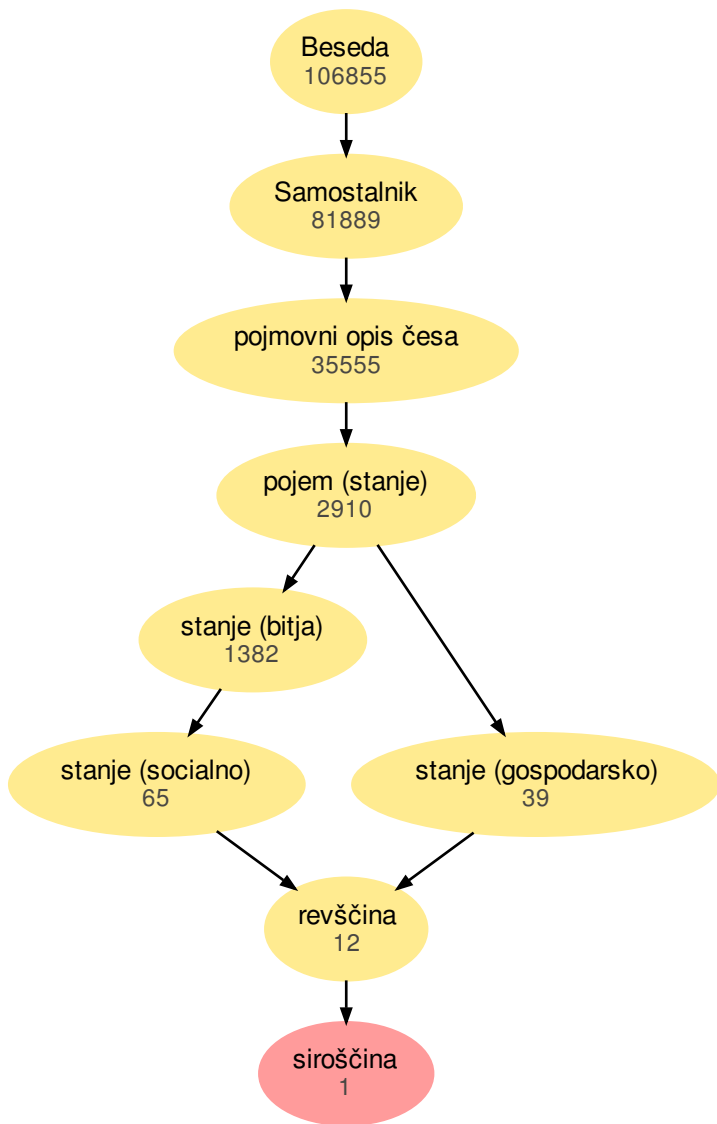 Beseda
106855
Samostalnik
81889
pojmovni opis česa
35555
pojem (stanje)
2910
stanje (bitja)
1382
stanje (socialno)
65
stanje (gospodarsko)
39
revščina
12
siroščina
1